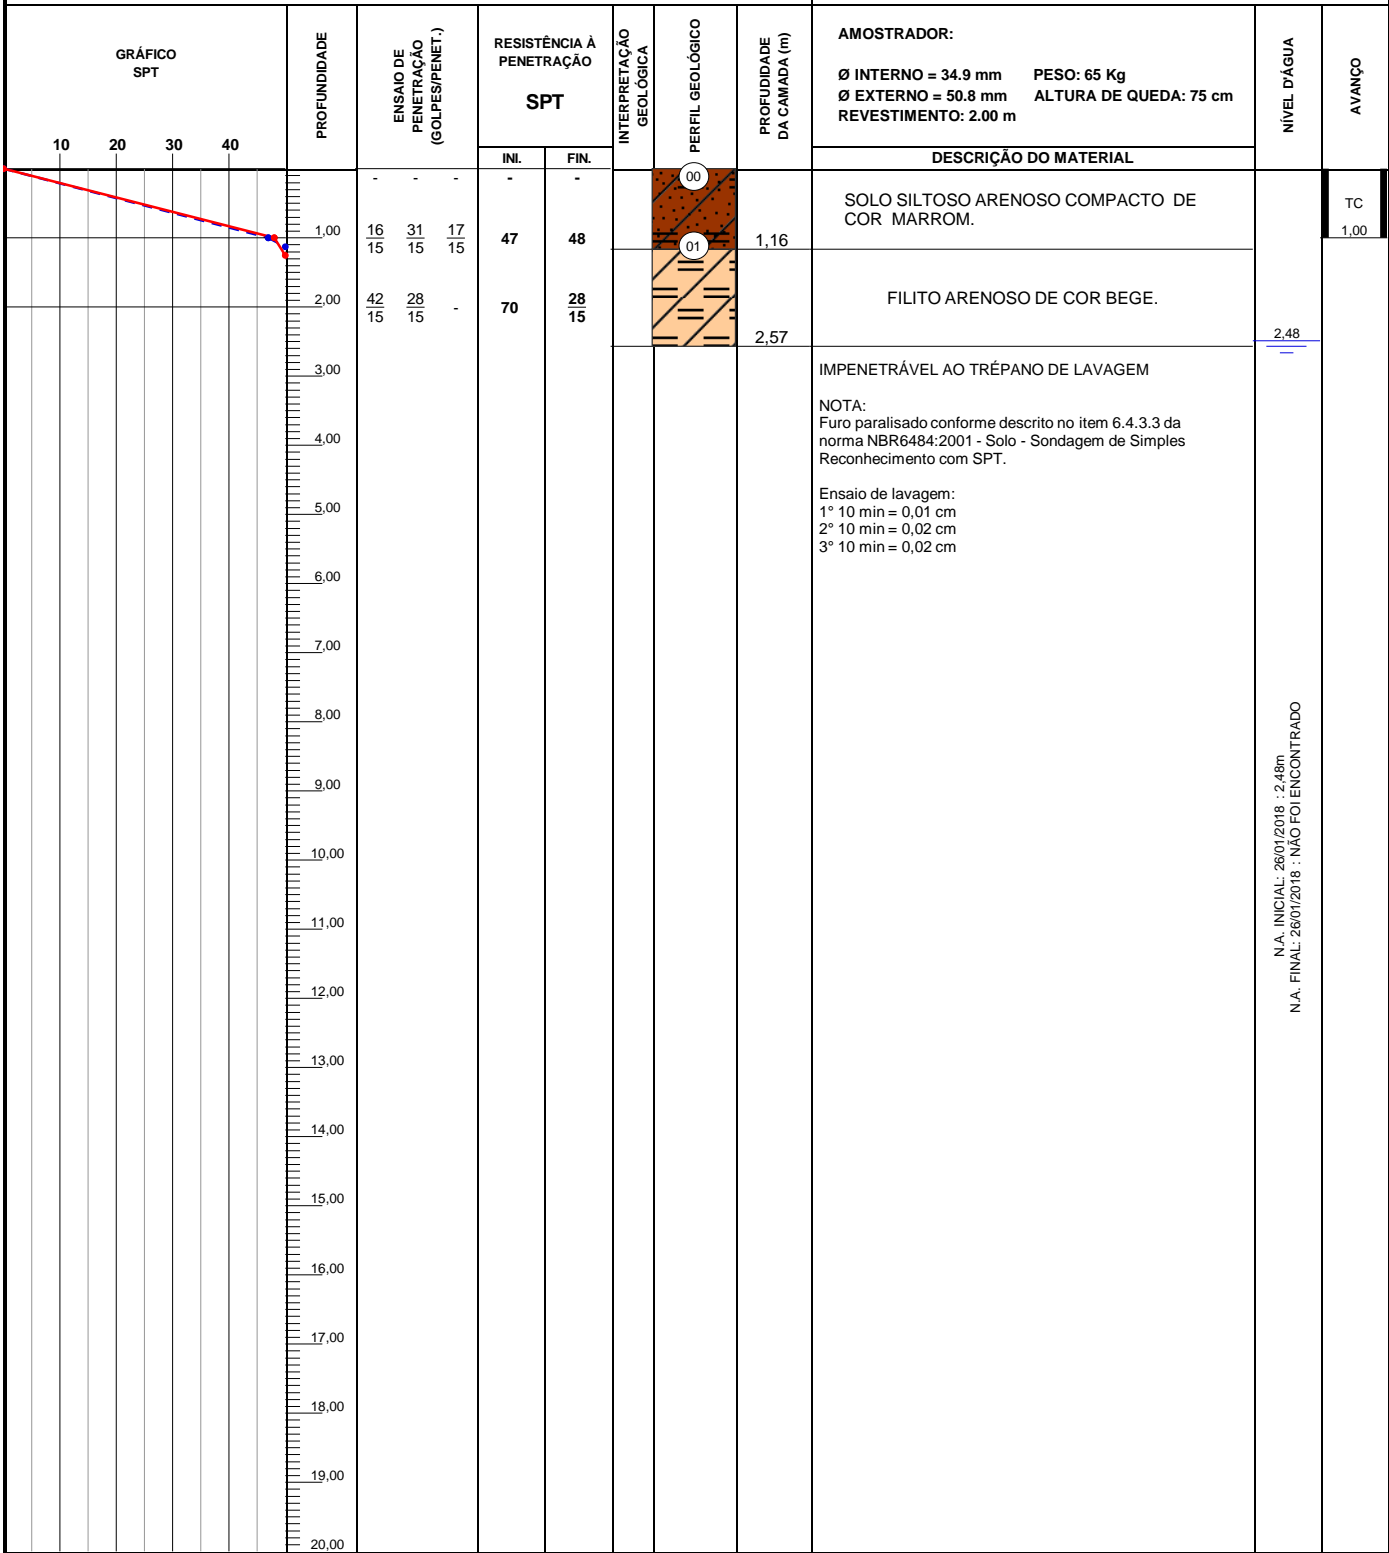 GRÁFICO
SPT
10 20 30 40
PROFUNDIDADE
ENSAIO DE
PENETRAÇÃO
(GOLPES/PENET.)
RESISTÊNCIA À
PENETRAÇÃO
SPT
INI. FIN.
INTERPRETAÇÃO
GEOLÓGICA
PERFIL GEOLÓGICO
PROFUDIDADE
DA CAMADA (m)
AMOSTRADOR:
Ø INTERNO = 34.9 mm PESO: 65 Kg
Ø EXTERNO = 50.8 mm ALTURA DE QUEDA: 75 cm
REVESTIMENTO: 2.00 m
DESCRIÇÃO DO MATERIAL
NÍVEL D'ÁGUA
AVANÇO
- - - - -
00
SOLO SILTOSO ARENOSO COMPACTO DE
COR MARROM.
TC
1,00
1,00
16 31 17
15 15 15
47 48
01
1,16
2,00
42 28 -
15 15
70 28
15
FILITO ARENOSO DE COR BEGE.
2,57
2,48
IMPENETRÁVEL AO TRÉPANO DE LAVAGEM
3,00
NOTA:
Furo paralisado conforme descrito no item 6.4.3.3 da
norma NBR6484:2001 - Solo - Sondagem de Simples
Reconhecimento com SPT.
4,00
Ensaio de lavagem:
1° 10 min = 0,01 cm
2° 10 min = 0,02 cm
3° 10 min = 0,02 cm
5,00
6,00
7,00
8,00
9,00
10,00
11,00
12,00
13,00
14,00
15,00
16,00
17,00
18,00
19,00
20,00
N.A. INICIAL: 26/01/2018 : 2,48m
N.A. FINAL: 26/01/2018 : NÃO FOI ENCONTRADO